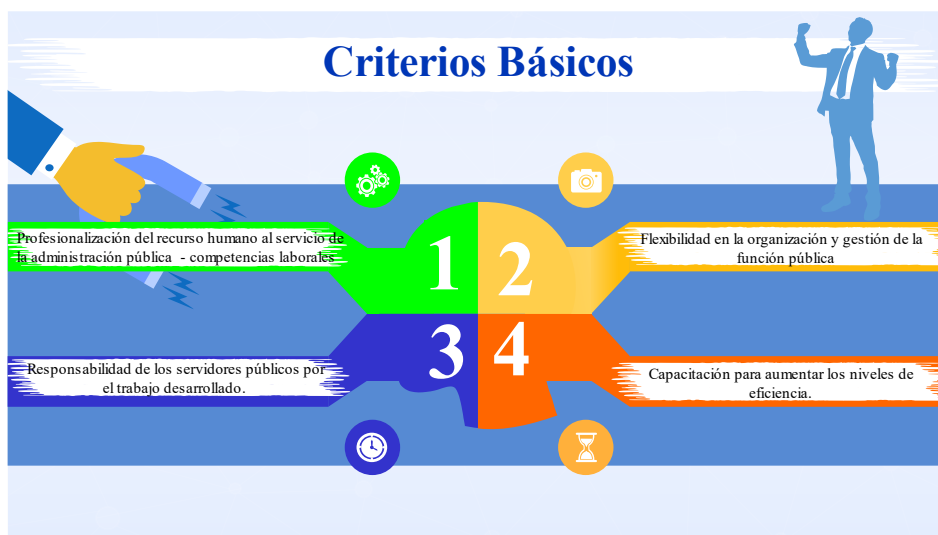 Criterios Básicos
1
Profesionalización del recurso humano al servicio de
la administración pública - competencias laborales
2
Flexibilidad en la organización y gestión de la
función pública
3
Responsabilidad de los servidores públicos por
el trabajo desarrollado.
4
Capacitación para aumentar los niveles de
eficiencia.